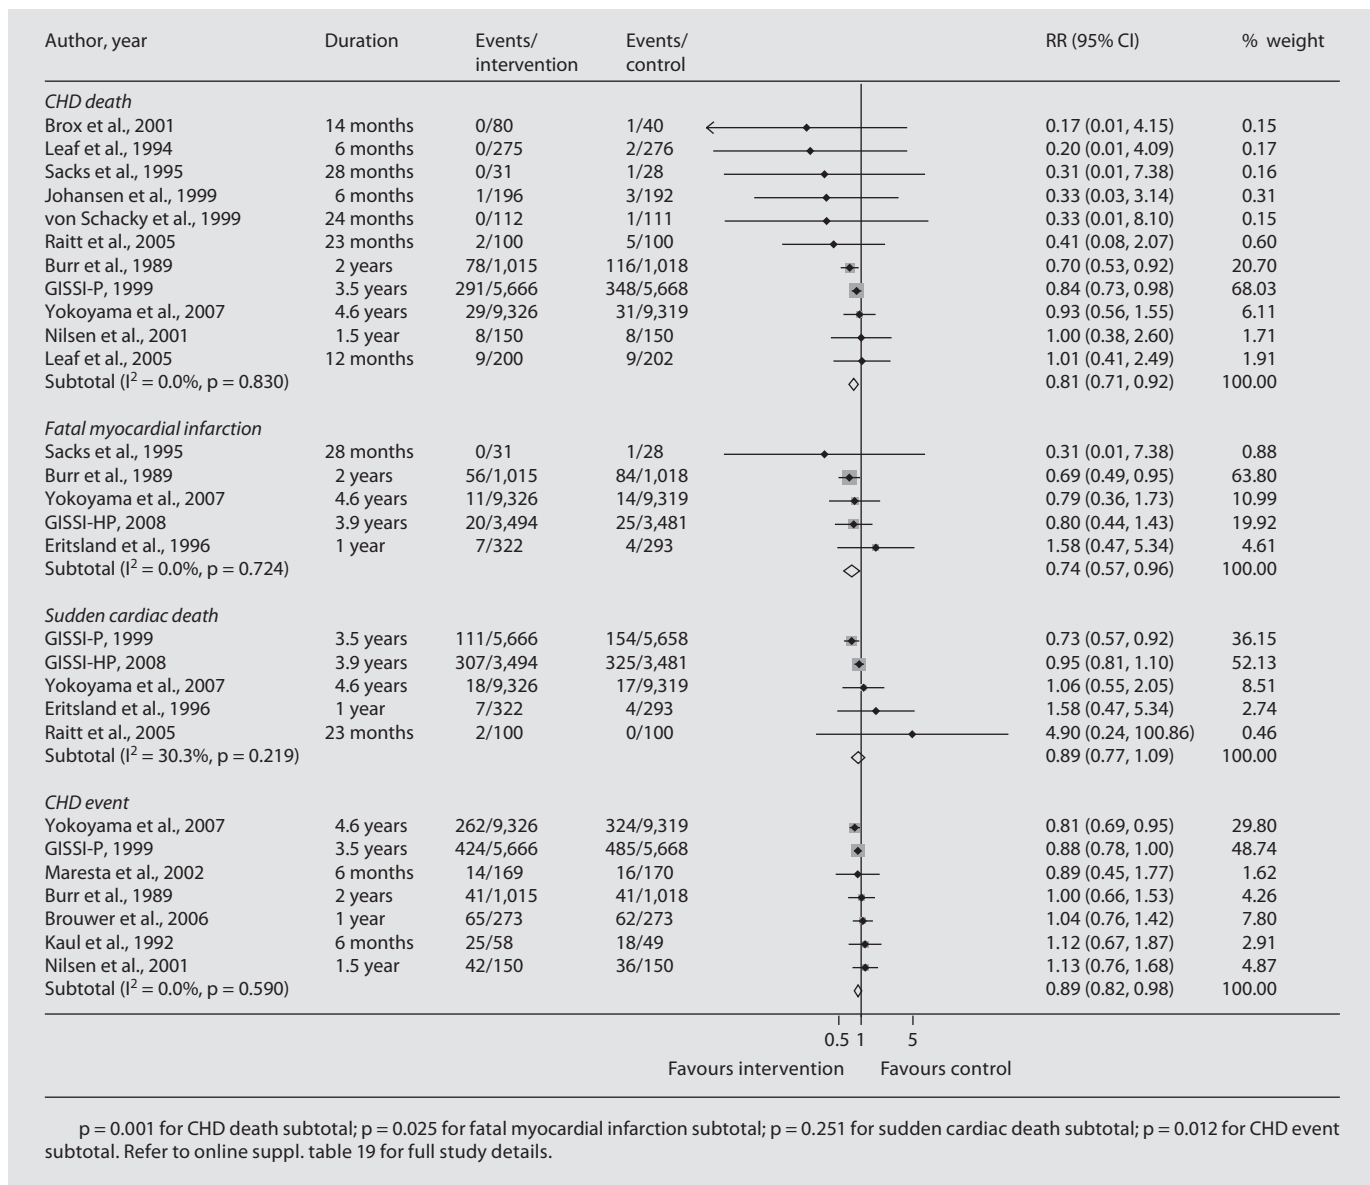 Author, year Duration Events/ intervention Events/ control RR (95% CI) % weight
CHD death
Brox et al., 2001 14 months 0/80 1/40 0.17 (0.01, 4.15) 0.15
Leaf et al., 1994 6 months 0/275 2/276 0.20 (0.01, 4.09) 0.17
Sacks et al., 1995 28 months 0/31 1/28 0.31 (0.01, 7.38) 0.16
Johansen et al., 1999 6 months 1/196 3/192 0.33 (0.03, 3.14) 0.31
von Schacky et al., 1999 24 months 0/112 1/111 0.33 (0.01, 8.10) 0.15
Raitt et al., 2005 23 months 2/100 5/100 0.41 (0.08, 2.07) 0.60
Burr et al., 1989 2 years 78/1,015 116/1,018 0.70 (0.53, 0.92) 20.70
GISSI-P, 1999 3.5 years 291/5,666 348/5,668 0.84 (0.73, 0.98) 68.03
Yokoyama et al., 2007 4.6 years 29/9,326 31/9,319 0.93 (0.56, 1.55) 6.11
Nilsen et al., 2001 1.5 year 8/150 8/150 1.00 (0.38, 2.60) 1.71
Leaf et al., 2005 12 months 9/200 9/202 1.01 (0.41, 2.49) 1.91
Subtotal (I² = 0.0%, p = 0.830) 0.81 (0.71, 0.92) 100.00
Fatal myocardial infarction
Sacks et al., 1995 28 months 0/31 1/28 0.31 (0.01, 7.38) 0.88
Burr et al., 1989 2 years 56/1,015 84/1,018 0.69 (0.49, 0.95) 63.80
Yokoyama et al., 2007 4.6 years 11/9,326 14/9,319 0.79 (0.36, 1.73) 10.99
GISSI-HP, 2008 3.9 years 20/3,494 25/3,481 0.80 (0.44, 1.43) 19.92
Eritsland et al., 1996 1 year 7/322 4/293 1.58 (0.47, 5.34) 4.61
Subtotal (I² = 0.0%, p = 0.724) 0.74 (0.57, 0.96) 100.00
Sudden cardiac death
GISSI-P, 1999 3.5 years 111/5,666 154/5,658 0.73 (0.57, 0.92) 36.15
GISSI-HP, 2008 3.9 years 307/3,494 325/3,481 0.95 (0.81, 1.10) 52.13
Yokoyama et al., 2007 4.6 years 18/9,326 17/9,319 1.06 (0.55, 2.05) 8.51
Eritsland et al., 1996 1 year 7/322 4/293 1.58 (0.47, 5.34) 2.74
Raitt et al., 2005 23 months 2/100 0/100 4.90 (0.24, 100.86) 0.46
Subtotal (I² = 30.3%, p = 0.219) 0.89 (0.77, 1.09) 100.00
CHD event
Yokoyama et al., 2007 4.6 years 262/9,326 324/9,319 0.81 (0.69, 0.95) 29.80
GISSI-P, 1999 3.5 years 424/5,666 485/5,668 0.88 (0.78, 1.00) 48.74
Maresta et al., 2002 6 months 14/169 16/170 0.89 (0.45, 1.77) 1.62
Burr et al., 1989 2 years 41/1,015 41/1,018 1.00 (0.66, 1.53) 4.26
Brouwer et al., 2006 1 year 65/273 62/273 1.04 (0.76, 1.42) 7.80
Kaul et al., 1992 6 months 25/58 18/49 1.12 (0.67, 1.87) 2.91
Nilsen et al., 2001 1.5 year 42/150 36/150 1.13 (0.76, 1.68) 4.87
Subtotal (I² = 0.0%, p = 0.590) 0.89 (0.82, 0.98) 100.00
0.5 1 5
Favours intervention Favours control
p = 0.001 for CHD death subtotal; p = 0.025 for fatal myocardial infarction subtotal; p = 0.251 for sudden cardiac death subtotal; p = 0.012 for CHD event
subtotal. Refer to online suppl. table 19 for full study details.